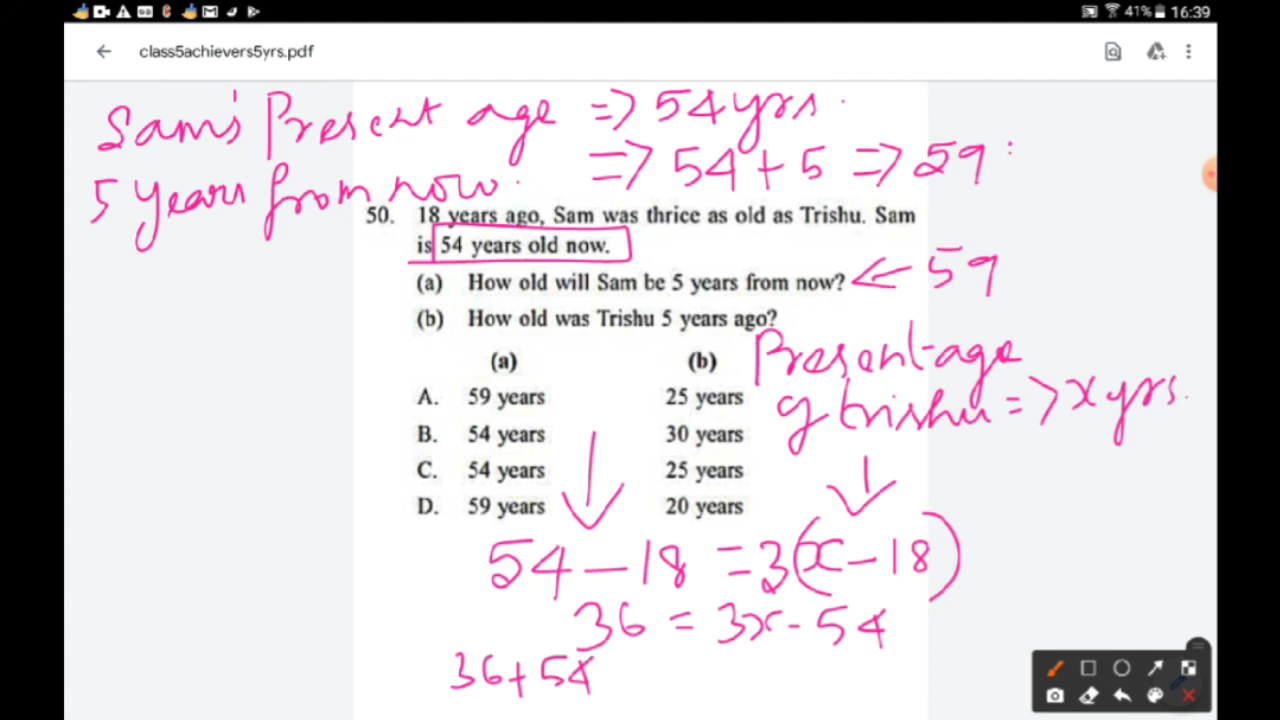 41% 16:39
class5achievers5yrs.pdf
Sam's Present age => 54 yrs.
5 years from now. => 54 + 5 => 59
50. 18 years ago, Sam was thrice as old as Trishu. Sam
is 54 years old now.
(a) How old will Sam be 5 years from now? <- 59
(b) How old was Trishu 5 years ago?
Present age
of trishu => x yrs.
(a) (b)
A. 59 years 25 years
B. 54 years 30 years
C. 54 years 25 years
D. 59 years 20 years
54 - 18 = 3(x - 18)
36 = 3x - 54
36 + 54